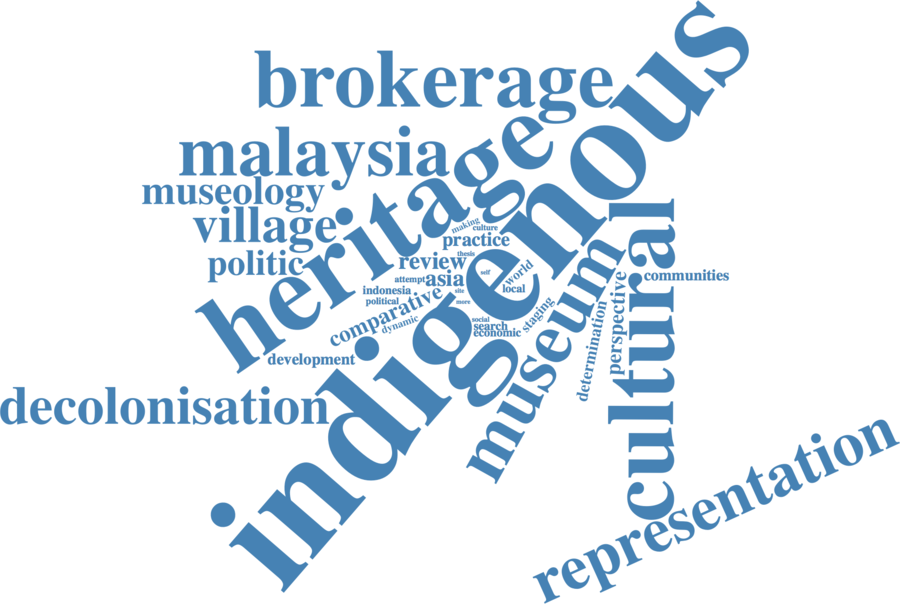 brokerage
malaysia
museology
village
politic
heritage
indigenous
making
culture
practice
thesis
review
self
world
attempt
asia
indonesia
site
local
political
more
comparative
dynamic
social
search
economic
staging
development
museum
determination
perspective
cultural
communities
decolonisation
representation